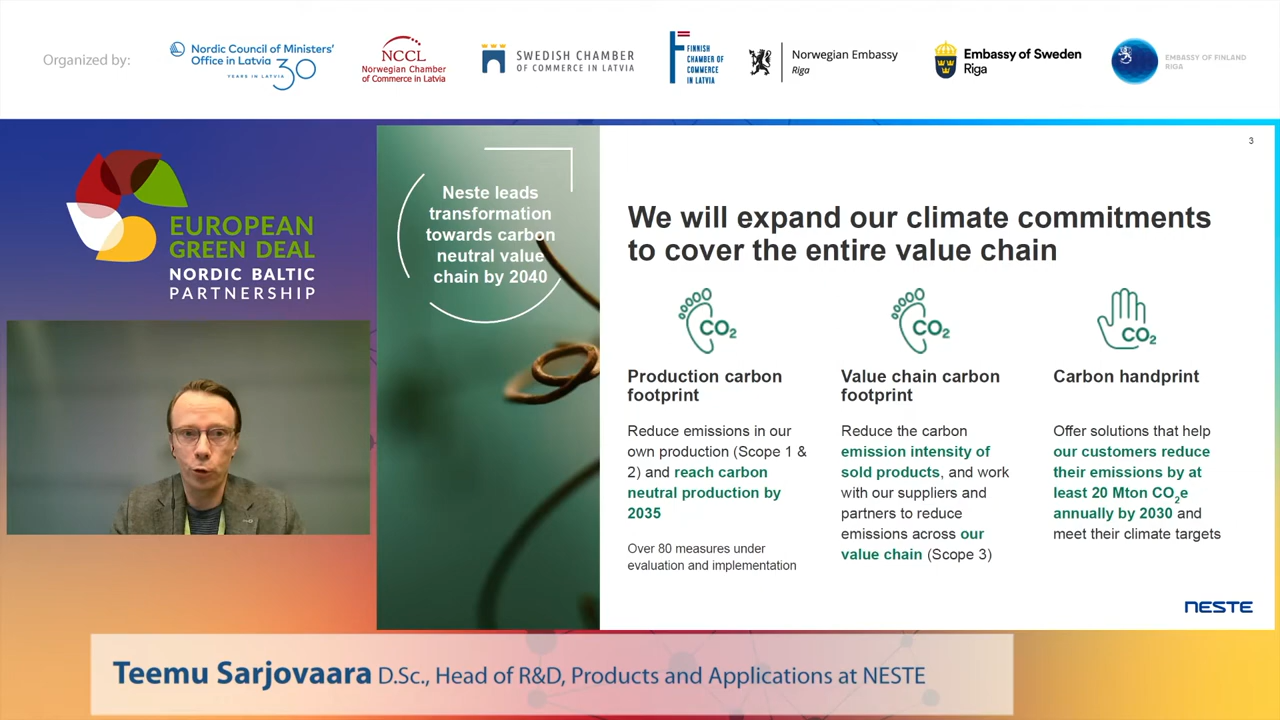 Organized by:
Nordic Council of Ministers'
Office in Latvia
YEARS IN LATVIA 30
NCCL
Norwegian Chamber
of Commerce in Latvia
SWEDISH CHAMBER
OF COMMERCE IN LATVIA
FINNISH
CHAMBER OF
COMMERCE
IN LATVIA
Norwegian Embassy
Riga
Embassy of Sweden
Riga
EMBASSY OF FINLAND
RIGA
EUROPEAN
GREEN DEAL
NORDIC BALTIC
PARTNERSHIP
Neste leads
transformation
towards carbon
neutral value
chain by 2040
3
We will expand our climate commitments
to cover the entire value chain
CO2
Production carbon
footprint
Reduce emissions in our
own production (Scope 1 &
2) and reach carbon
neutral production by
2035
Over 80 measures under
evaluation and implementation
CO2
Value chain carbon
footprint
Reduce the carbon
emission intensity of
sold products, and work
with our suppliers and
partners to reduce
emissions across our
value chain (Scope 3)
CO2
Carbon handprint
Offer solutions that help
our customers reduce
their emissions by at
least 20 Mton CO2e
annually by 2030 and
meet their climate targets
NESTE
Teemu Sarjovaara D.Sc., Head of R&D, Products and Applications at NESTE